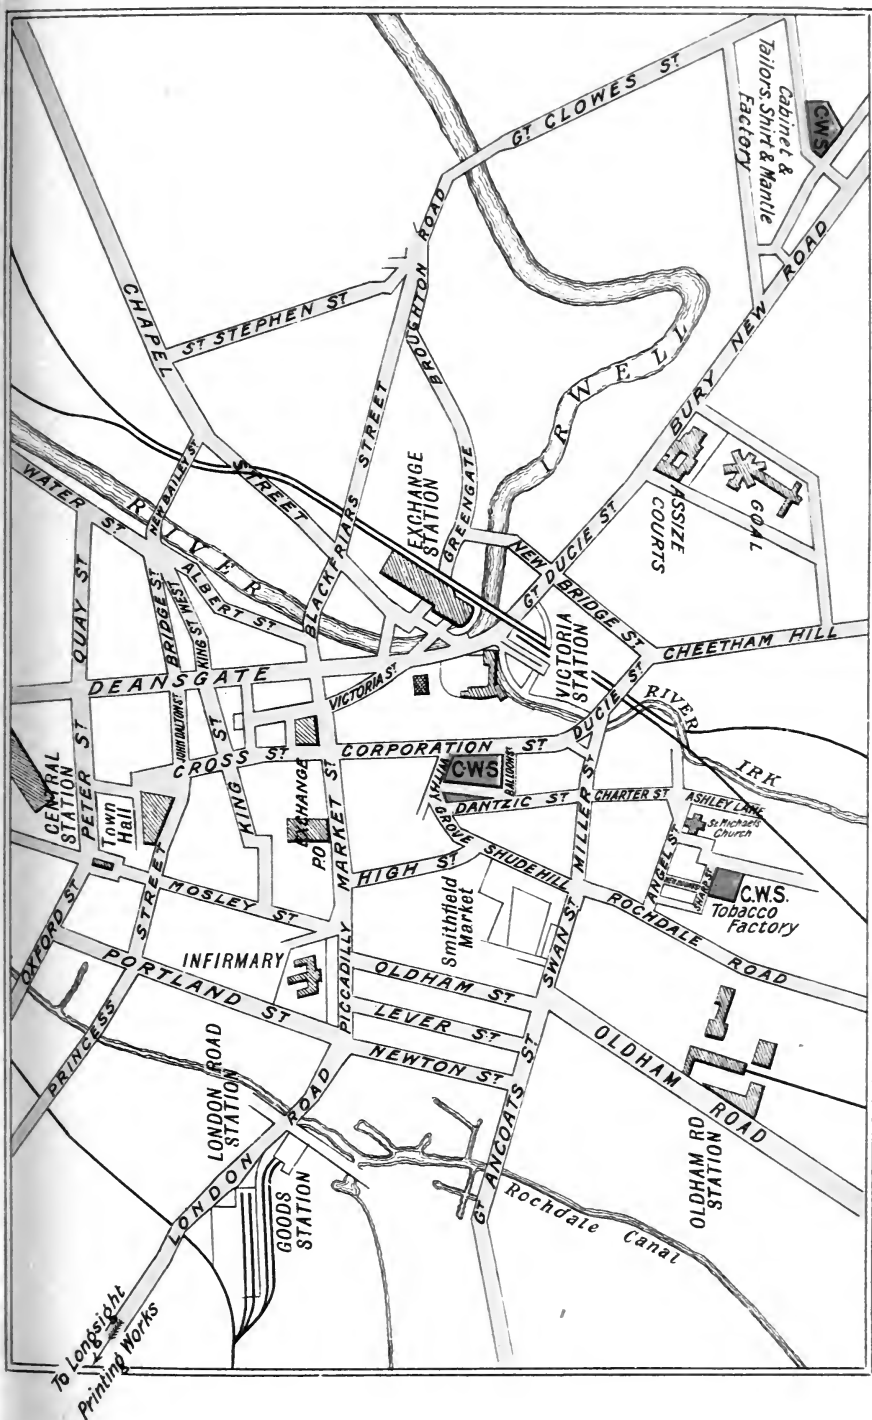 C.W.S
Cabinet &
Tailors, Shirt & Mantle
Factory
GT CLOWES ST
BURY NEW ROAD
BROUGHTON ROAD
CHAPEL STREET
ST STEPHEN ST
BLACKFRIARS STREET
GREENGATE
IRWELL
RIVER
ASSIZE
COURTS
GOAL
EXCHANGE
STATION
NEW BRIDGE ST
GT DUCIE ST
DUCIE ST
CHEETHAM HILL
VICTORIA
STATION
RIVER IRK
WATER ST
NEW BAILEY ST
QUAY ST
BRIDGE ST
KING ST WEST
ALBERT ST
DEANSGATE
VICTORIA ST
JOHN DALTON ST
CROSS ST
KING ST
CORPORATION ST
C.W.S
BALLOON ST
WITHY GROVE
DANTZIC ST
MILLER ST
CHARTER ST
ASHLEY LANE
St Michaels
Church
ANGEL ST
SHARP ST
C.W.S.
Tobacco
Factory
CENTRAL
STATION
PETER ST
Town
Hall
EXCHANGE
P.O
MARKET ST
HIGH ST
SHUDEHILL
Smithfield
Market
SWAN ST
ROCHDALE ROAD
MOSLEY ST
OXFORD ST
PORTLAND ST
PRINCESS STREET
INFIRMARY
PICCADILLY
OLDHAM ST
LEVER ST
NEWTON ST
OLDHAM ROAD
OLDHAM RD
STATION
GT ANCOATS ST
Rochdale Canal
LONDON ROAD
STATION
LONDON ROAD
GOODS
STATION
To Longsight
Printing Works